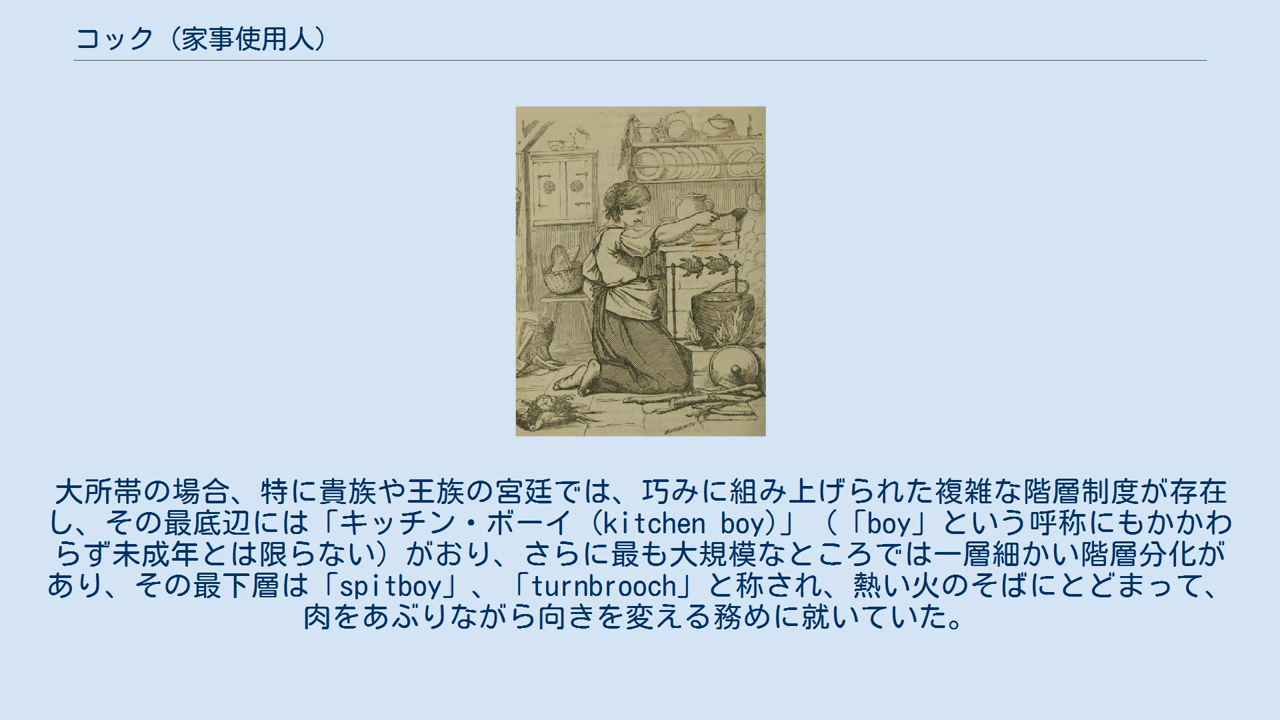 コック（家事使用人）
大所帯の場合、特に貴族や王族の宮廷では、巧みに組み上げられた複雑な階層制度が存在
し、その最底辺には「キッチン・ボーイ（kitchen boy)」（「boy」という呼称にもかかわ
らず未成年とは限らない）がおり、さらに最も大規模なところでは一層細かい階層分化が
あり、その最下層は「spitboy」、「turnbrooch」と称され、熱い火のそばにとどまって、
肉をあぶりながら向きを変える務めに就いていた。